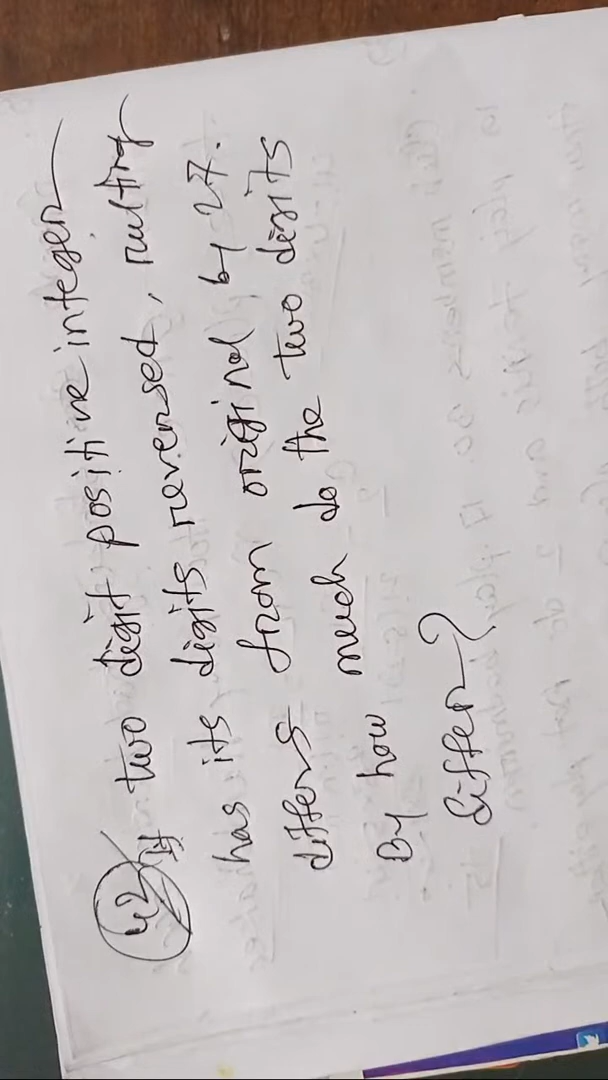 42 If two digit positive integer
has its digits reversed, rulting
differs from original by 27.
By how much do the two digits
differ?